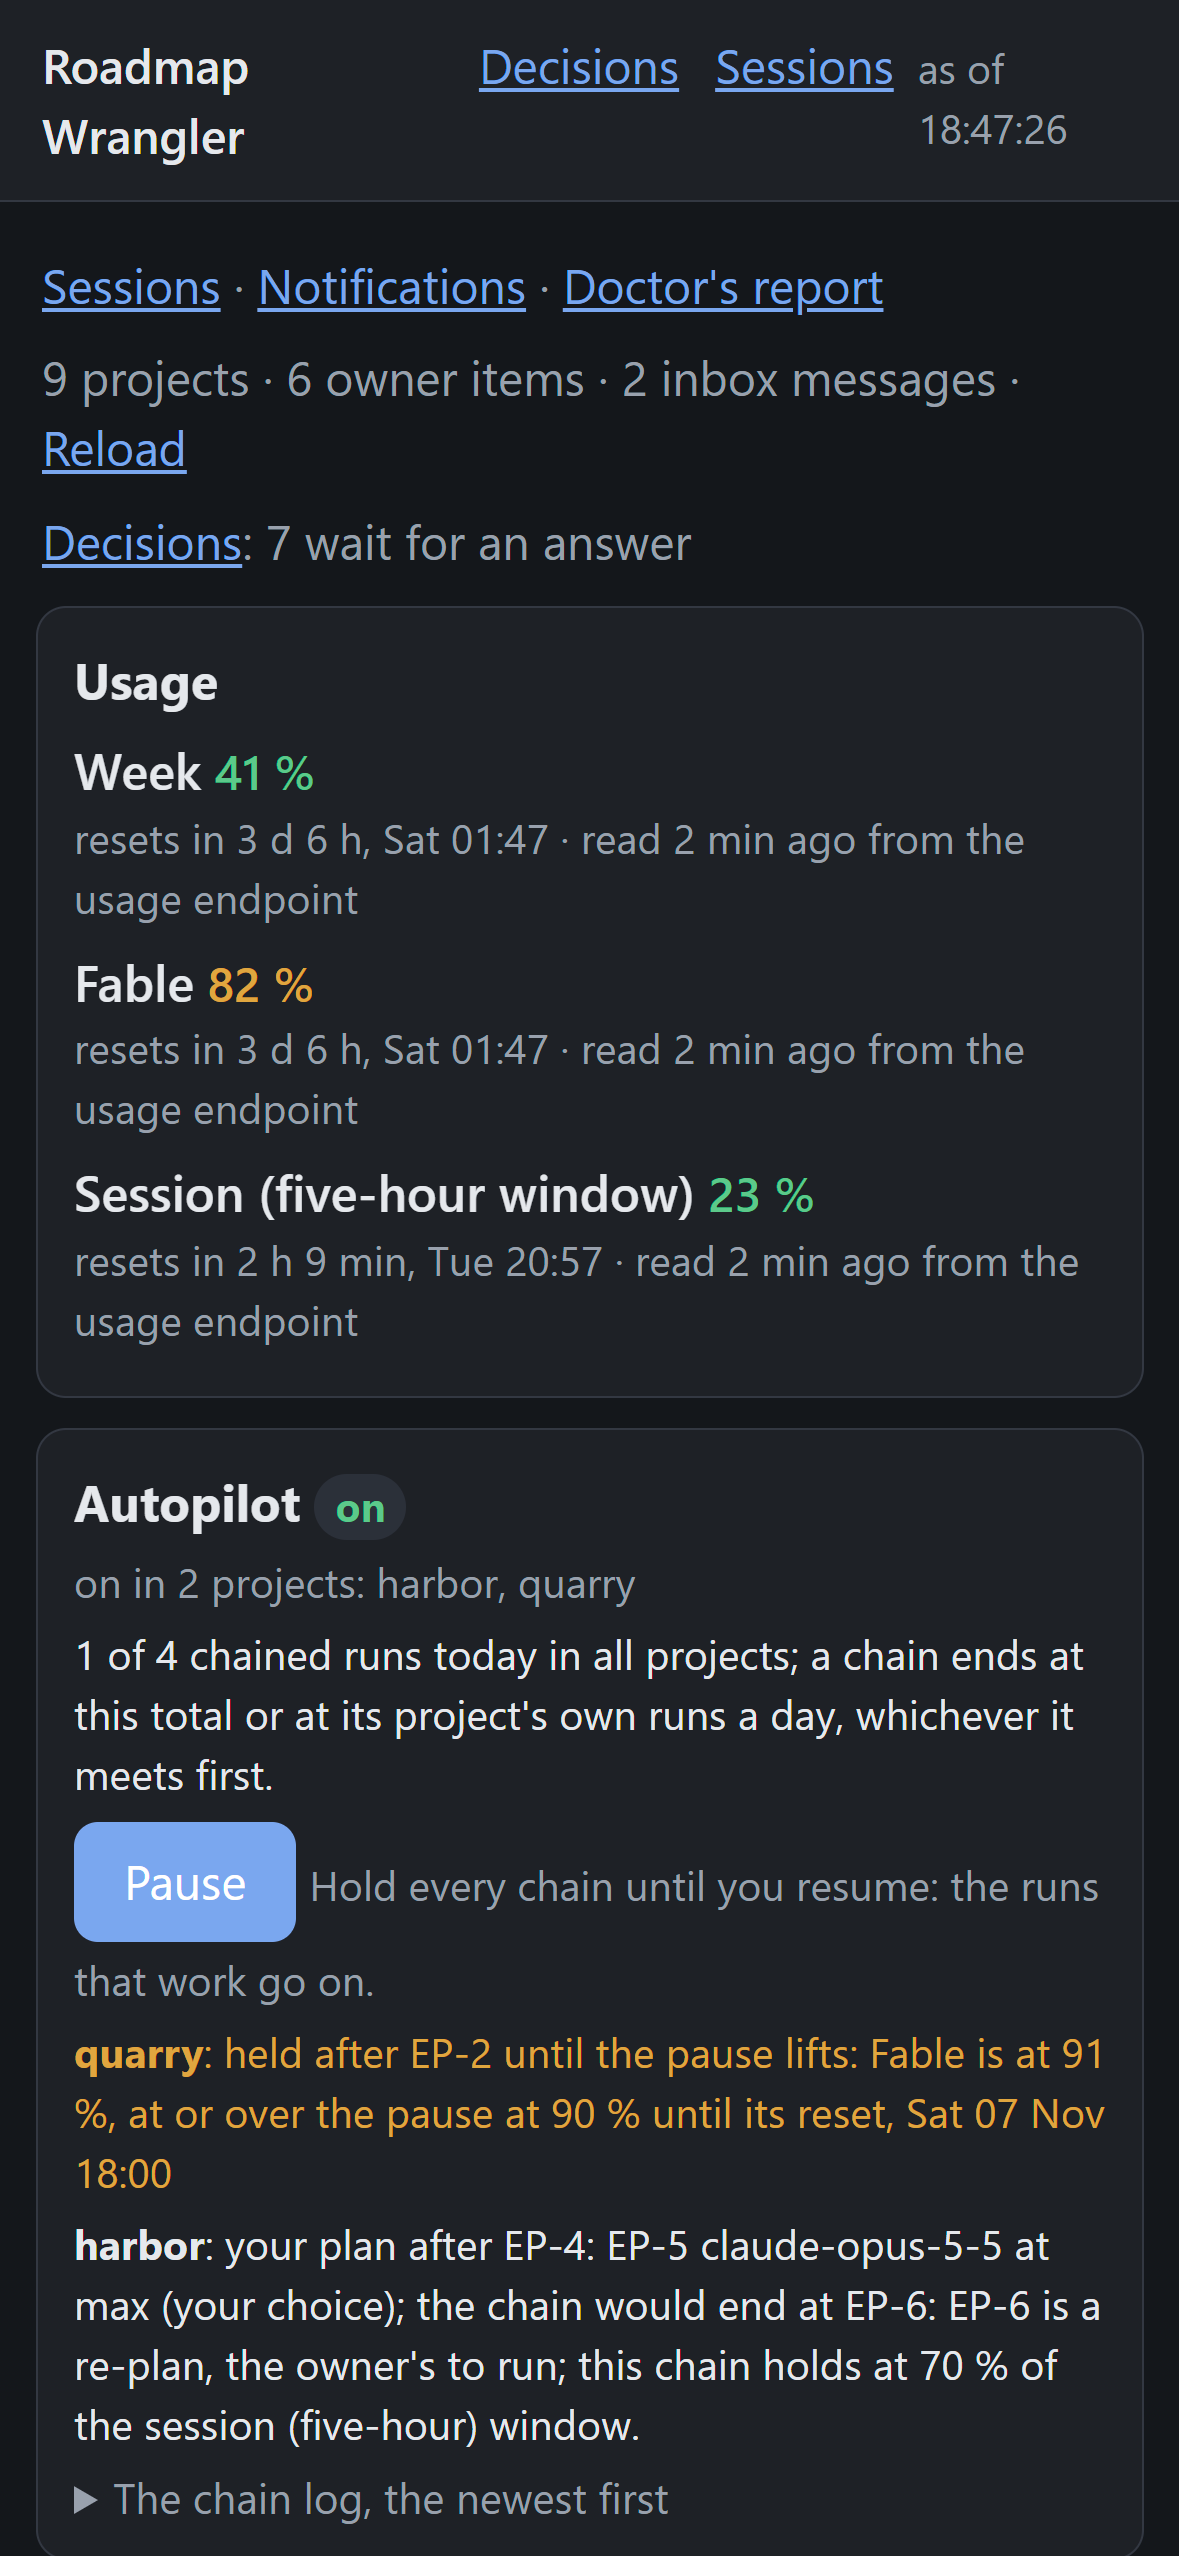 Roadmap Wrangler
Decisions Sessions as of 18:47:26
Sessions · Notifications · Doctor's report
9 projects · 6 owner items · 2 inbox messages ·
Reload
Decisions: 7 wait for an answer
Usage
Week 41 %
resets in 3 d 6 h, Sat 01:47 · read 2 min ago from the
usage endpoint
Fable 82 %
resets in 3 d 6 h, Sat 01:47 · read 2 min ago from the
usage endpoint
Session (five-hour window) 23 %
resets in 2 h 9 min, Tue 20:57 · read 2 min ago from the
usage endpoint
Autopilot on
on in 2 projects: harbor, quarry
1 of 4 chained runs today in all projects; a chain ends at
this total or at its project's own runs a day, whichever it
meets first.
Pause Hold every chain until you resume: the runs
that work go on.
quarry: held after EP-2 until the pause lifts: Fable is at 91
%, at or over the pause at 90 % until its reset, Sat 07 Nov
18:00
harbor: your plan after EP-4: EP-5 claude-opus-5-5 at
max (your choice); the chain would end at EP-6: EP-6 is a
re-plan, the owner's to run; this chain holds at 70 % of
the session (five-hour) window.
▶ The chain log, the newest first